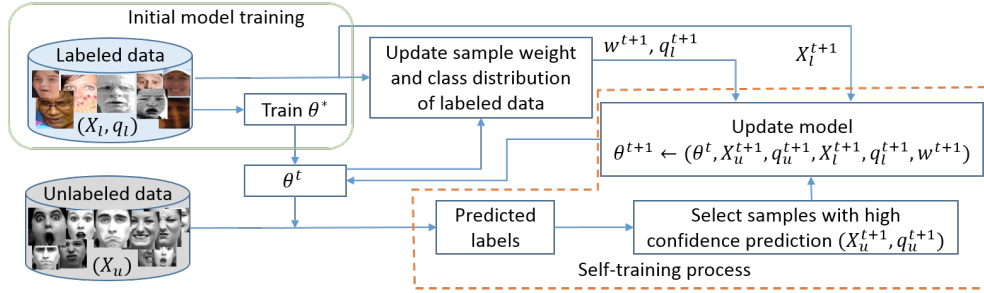 Initial model training
Labeled data
(X_l, q_l)
Train θ*
Update sample weight
and class distribution
of labeled data
w^{t+1}, q_l^{t+1}
X_l^{t+1}
Update model
θ^{t+1} ← (θ^t, X_u^{t+1}, q_u^{t+1}, X_l^{t+1}, q_l^{t+1}, w^{t+1})
θ^t
Unlabeled data
(X_u)
Predicted
labels
Select samples with high
confidence prediction (X_u^{t+1}, q_u^{t+1})
Self-training process